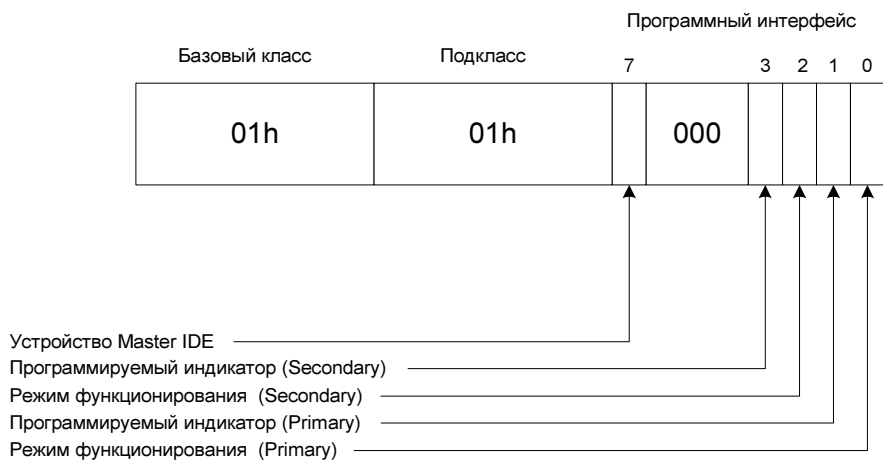 Программный интерфейс
Базовый класс Подкласс 7 3 2 1 0
01h 01h 000
Устройство Master IDE
Программируемый индикатор (Secondary)
Режим функционирования (Secondary)
Программируемый индикатор (Primary)
Режим функционирования (Primary)